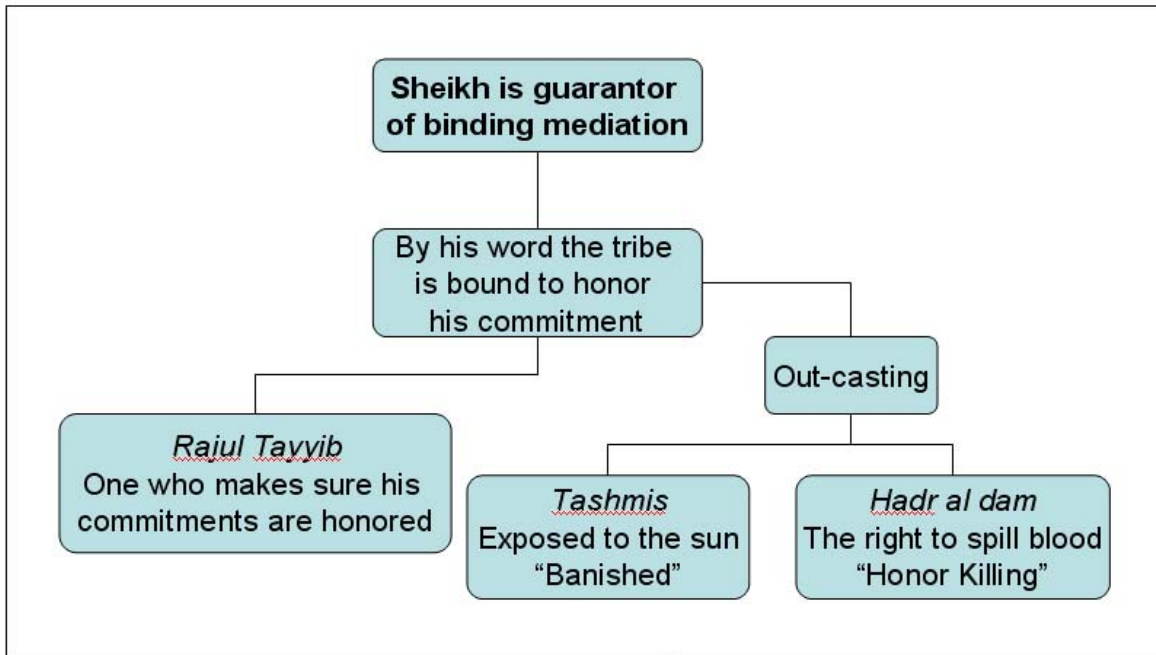 Sheikh is guarantor
of binding mediation
By his word the tribe
is bound to honor
his commitment
Out-casting
Rajul Tayyib
One who makes sure his
commitments are honored
Tashmis
Exposed to the sun
“Banished”
Hadr al dam
The right to spill blood
“Honor Killing”